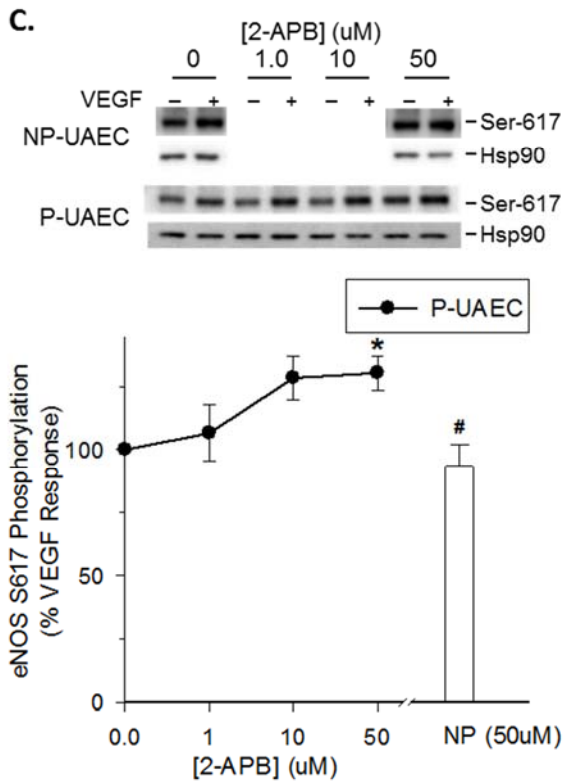 C.
[2-APB] (uM)
0 1.0 10 50
VEGF – + – + – + – +
NP-UAEC
–Ser-617
–Hsp90
P-UAEC
–Ser-617
–Hsp90
P-UAEC
eNOS S617 Phosphorylation
(% VEGF Response)
100
50
0
*
#
0.0 1 10 50 NP (50uM)
[2-APB] (uM)